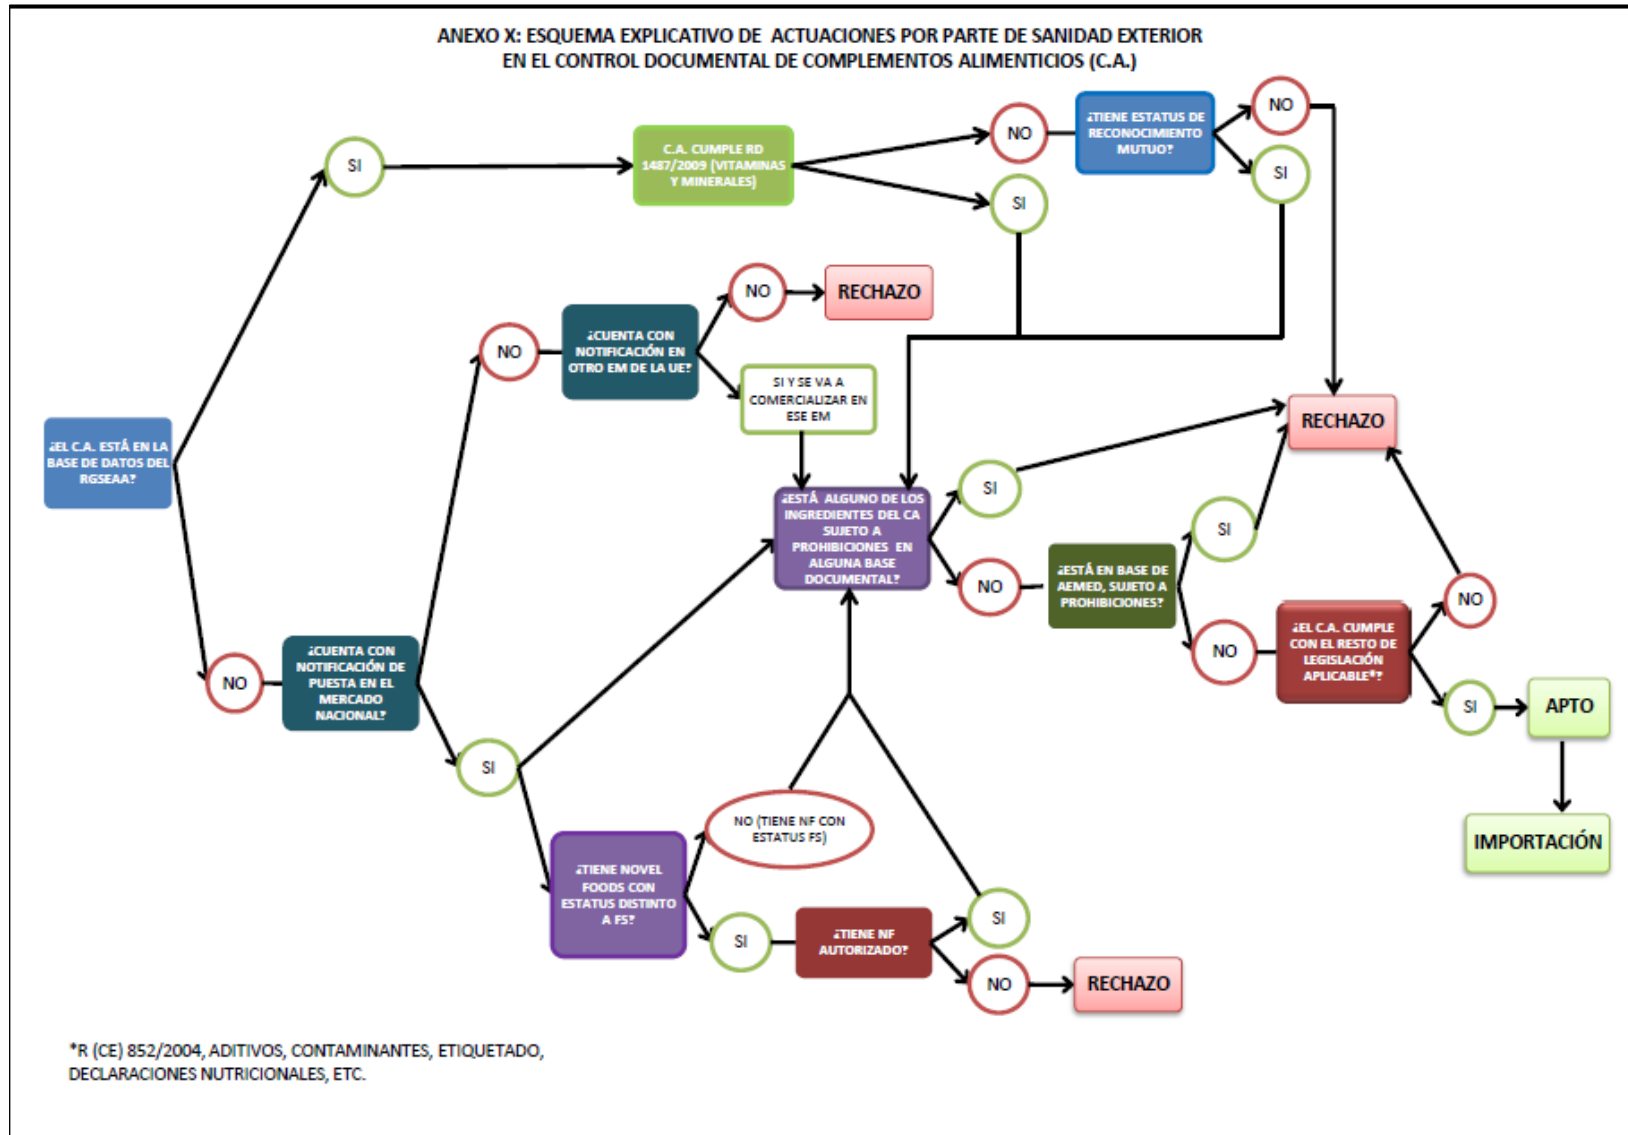 ANEXO X: ESQUEMA EXPLICATIVO DE ACTUACIONES POR PARTE DE SANIDAD EXTERIOR
EN EL CONTROL DOCUMENTAL DE COMPLEMENTOS ALIMENTICIOS (C.A.)
SI
C.A. CUMPLE RD
1487/2009 (VITAMINAS
Y MINERALES)
NO
SI
¿TIENE ESTATUS DE
RECONOCIMIENTO
MUTUO?
NO
SI
NO
¿CUENTA CON
NOTIFICACIÓN EN
OTRO EM DE LA UE?
NO
RECHAZO
SI Y SE VA A
COMERCIALIZAR EN
ESE EM
RECHAZO
¿EL C.A. ESTÁ EN LA
BASE DE DATOS DEL
RGSEAA?
¿ESTÁ ALGUNO DE LOS
INGREDIENTES DEL CA
SUJETO A
PROHIBICIONES EN
ALGUNA BASE
DOCUMENTAL?
SI
NO
¿ESTÁ EN BASE DE
AEMED, SUJETO A
PROHIBICIONES?
SI
NO
¿EL C.A. CUMPLE
CON EL RESTO DE
LEGISLACIÓN
APLICABLE*?
NO
SI
APTO
IMPORTACIÓN
NO
¿CUENTA CON
NOTIFICACIÓN DE
PUESTA EN EL
MERCADO
NACIONAL?
SI
¿TIENE NOVEL
FOODS CON
ESTATUS DISTINTO
A FS?
NO (TIENE NF CON
ESTATUS FS)
SI
¿TIENE NF
AUTORIZADO?
SI
NO
RECHAZO
*R (CE) 852/2004, ADITIVOS, CONTAMINANTES, ETIQUETADO,
DECLARACIONES NUTRICIONALES, ETC.